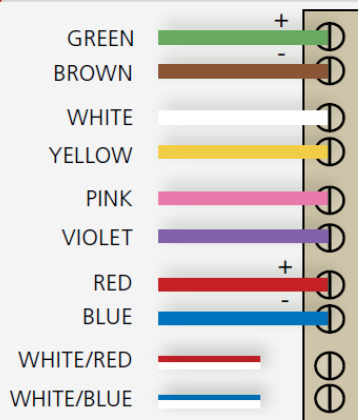 +
GREEN
-
BROWN
WHITE
YELLOW
PINK
VIOLET
+
RED
-
BLUE
WHITE/RED
WHITE/BLUE